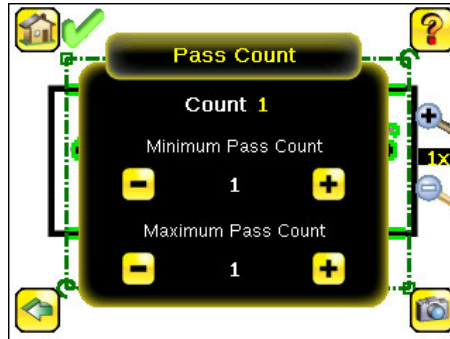 Pass Count
Count 1
Minimum Pass Count
- 1 +
1x
Maximum Pass Count
- 1 +